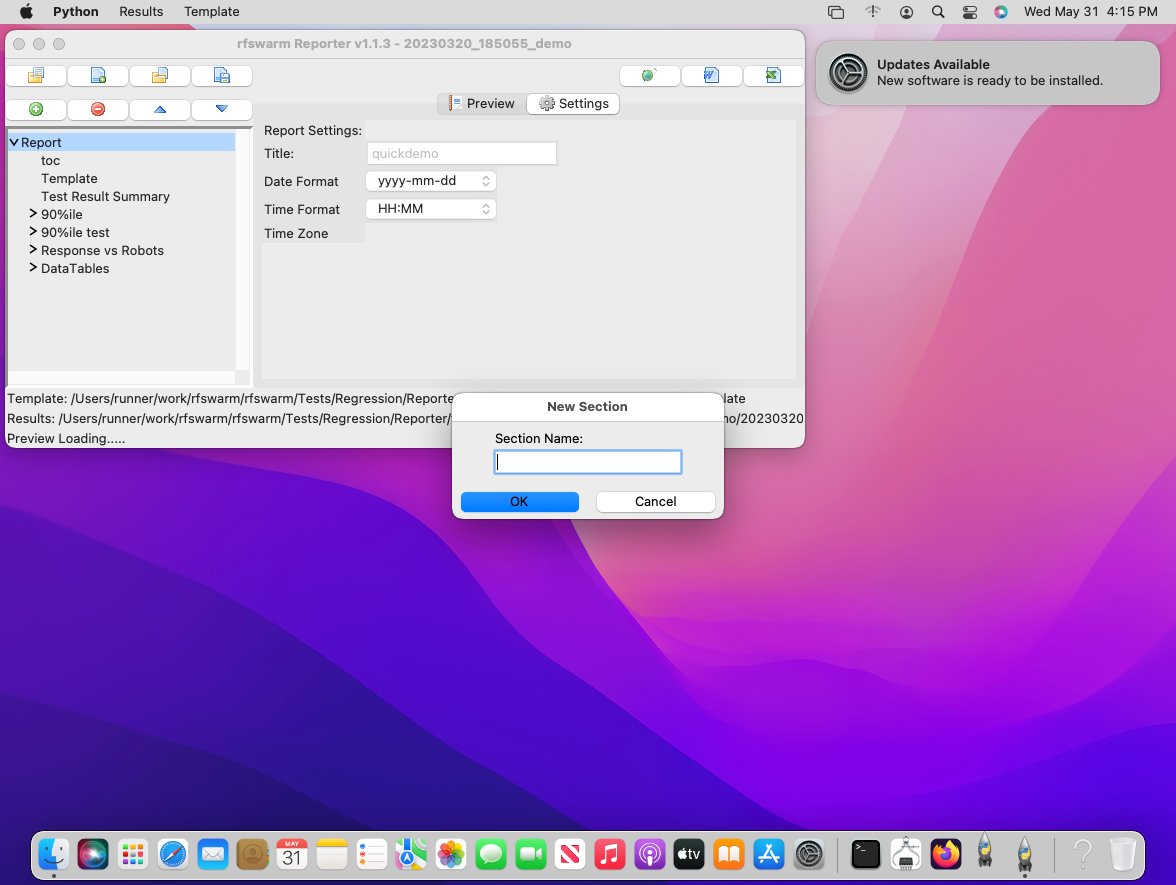 Python Results Template Wed May 31 4:15 PM
rfswarm Reporter v1.1.3 - 20230320_185055_demo
Updates Available
New software is ready to be installed.
Preview Settings
Report
toc
Template
Test Result Summary
90%ile
90%ile test
Response vs Robots
DataTables
Report Settings:
Title: quickdemo
Date Format yyyy-mm-dd
Time Format HH:MM
Time Zone
Template: /Users/runner/work/rfswarm/rfswarm/Tests/Regression/Reporte late
Results: /Users/runner/work/rfswarm/rfswarm/Tests/Regression/Reporter/ no/20230320
Preview Loading.....
New Section
Section Name:
OK Cancel
MAY
31
tv